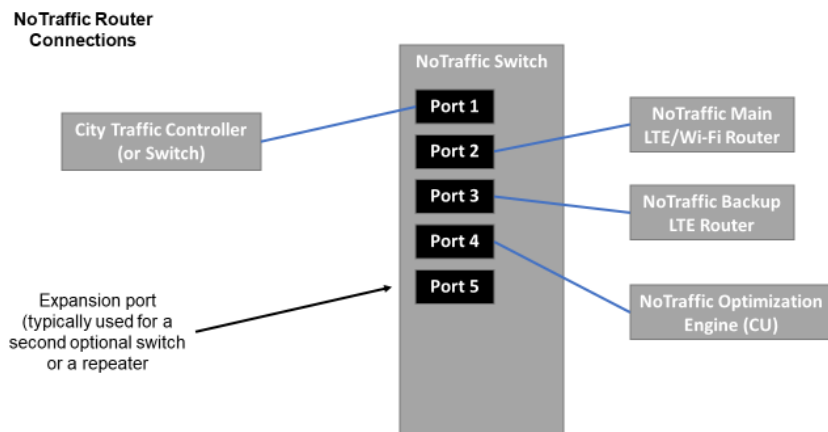 NoTraffic Router
Connections
NoTraffic Switch
Port 1
Port 2
Port 3
Port 4
Port 5
City Traffic Controller
(or Switch)
NoTraffic Main
LTE/Wi-Fi Router
NoTraffic Backup
LTE Router
NoTraffic Optimization
Engine (CU)
Expansion port
(typically used for a
second optional switch
or a repeater